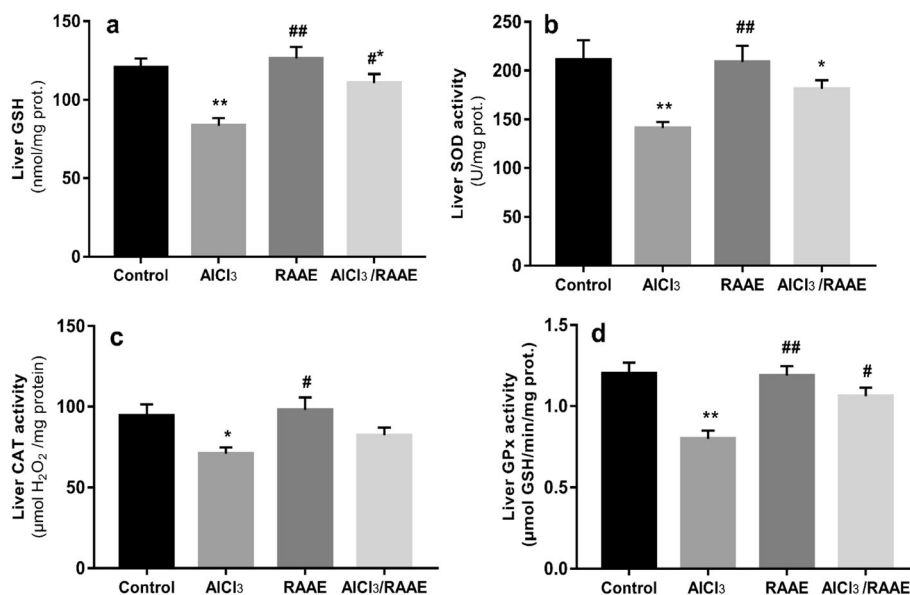 a
Liver GSH
(nmol/mg prot.)
150
100
50
0
**
##
#*
Control AlCl3 RAAE AlCl3/RAAE
b
Liver SOD activity
(U/mg prot.)
250
200
150
100
50
0
**
##
*
Control AlCl3 RAAE AlCl3/RAAE
c
Liver CAT activity
(µmol H2O2 /mg protein)
150
100
50
0
*
#
Control AlCl3 RAAE AlCl3/RAAE
d
Liver GPx activity
(µmol GSH/min/mg prot.)
1.5
1.0
0.5
0.0
**
##
#
Control AlCl3 RAAE AlCl3/RAAE